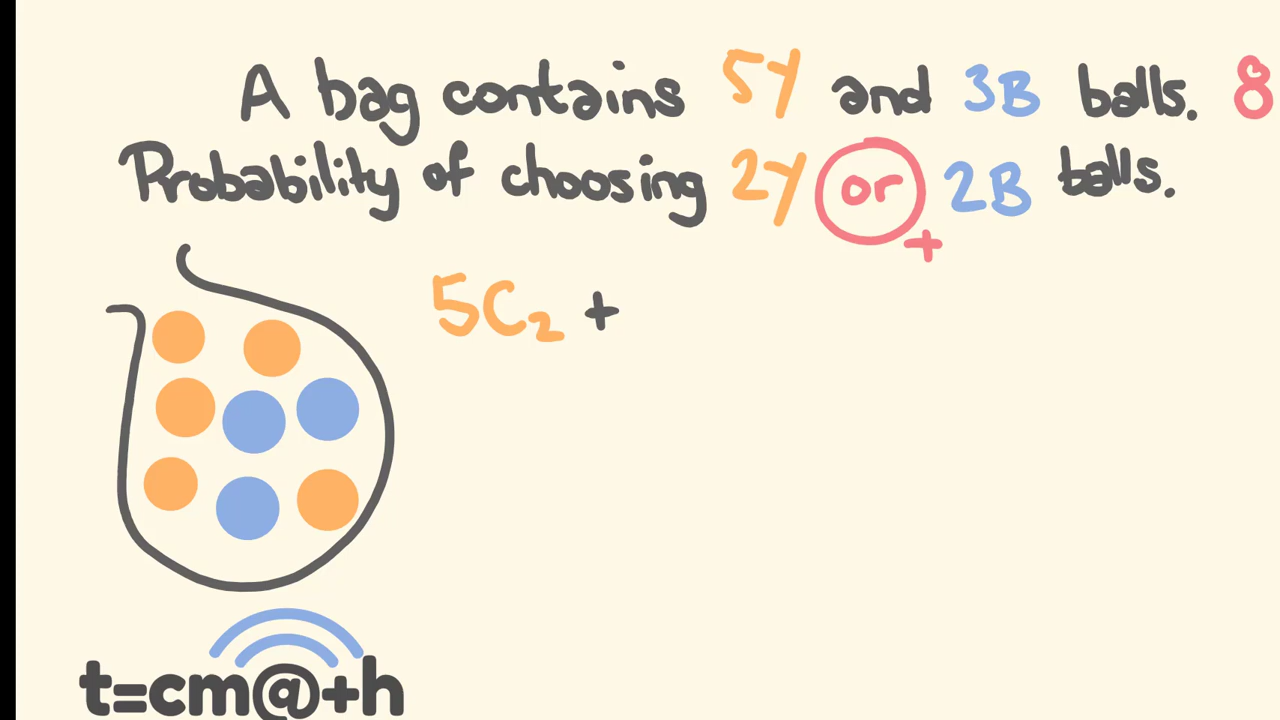 A bag contains 5Y and 3B balls. 8
Probability of choosing 2Y or 2B balls.
+
5C₂ +
t=cm@+h